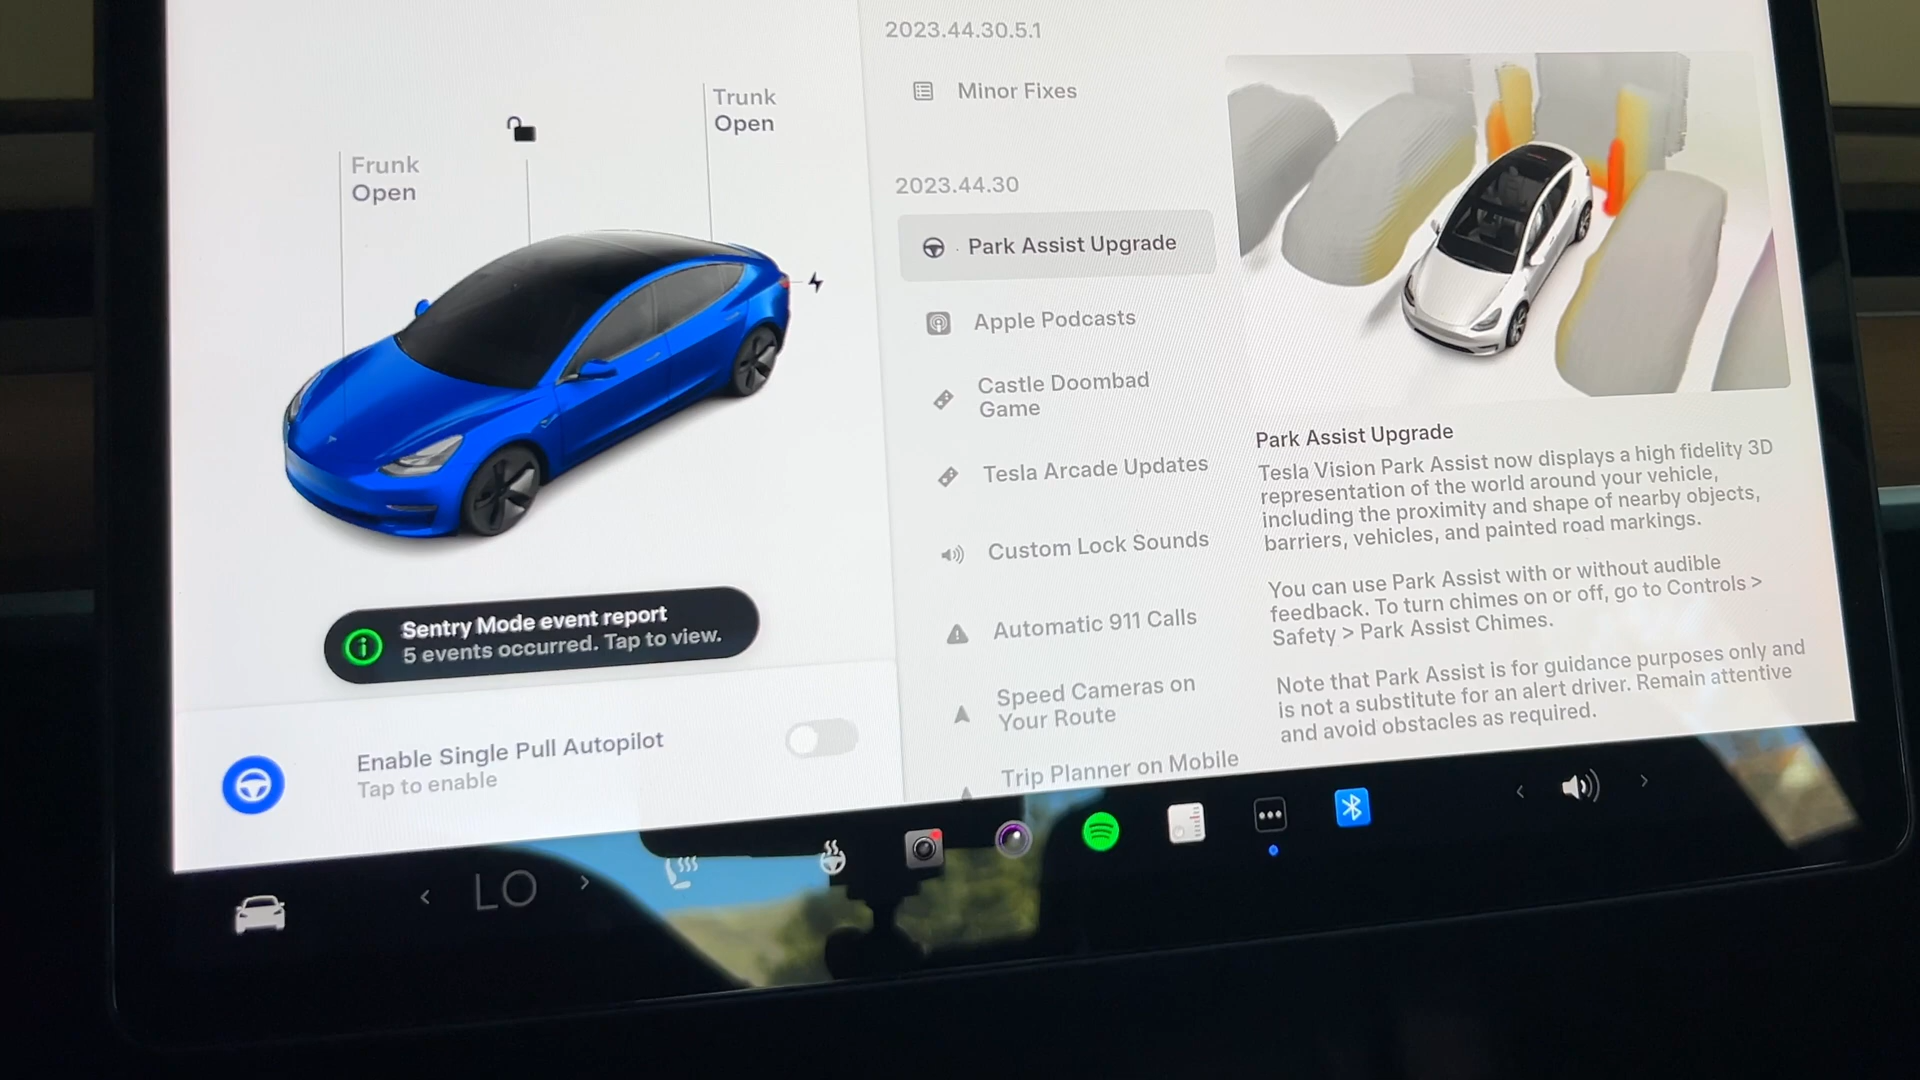 Frunk
Open
Trunk
Open
Sentry Mode event report
5 events occurred. Tap to view.
Enable Single Pull Autopilot
Tap to enable
2023.44.30.5.1
Minor Fixes
2023.44.30
Park Assist Upgrade
Apple Podcasts
Castle Doombad
Game
Tesla Arcade Updates
Custom Lock Sounds
Automatic 911 Calls
Speed Cameras on
Your Route
Trip Planner on Mobile
Park Assist Upgrade
Tesla Vision Park Assist now displays a high fidelity 3D
representation of the world around your vehicle,
including the proximity and shape of nearby objects,
barriers, vehicles, and painted road markings.
You can use Park Assist with or without audible
feedback. To turn chimes on or off, go to Controls >
Safety > Park Assist Chimes.
Note that Park Assist is for guidance purposes only and
is not a substitute for an alert driver. Remain attentive
and avoid obstacles as required.
< LO >
< >